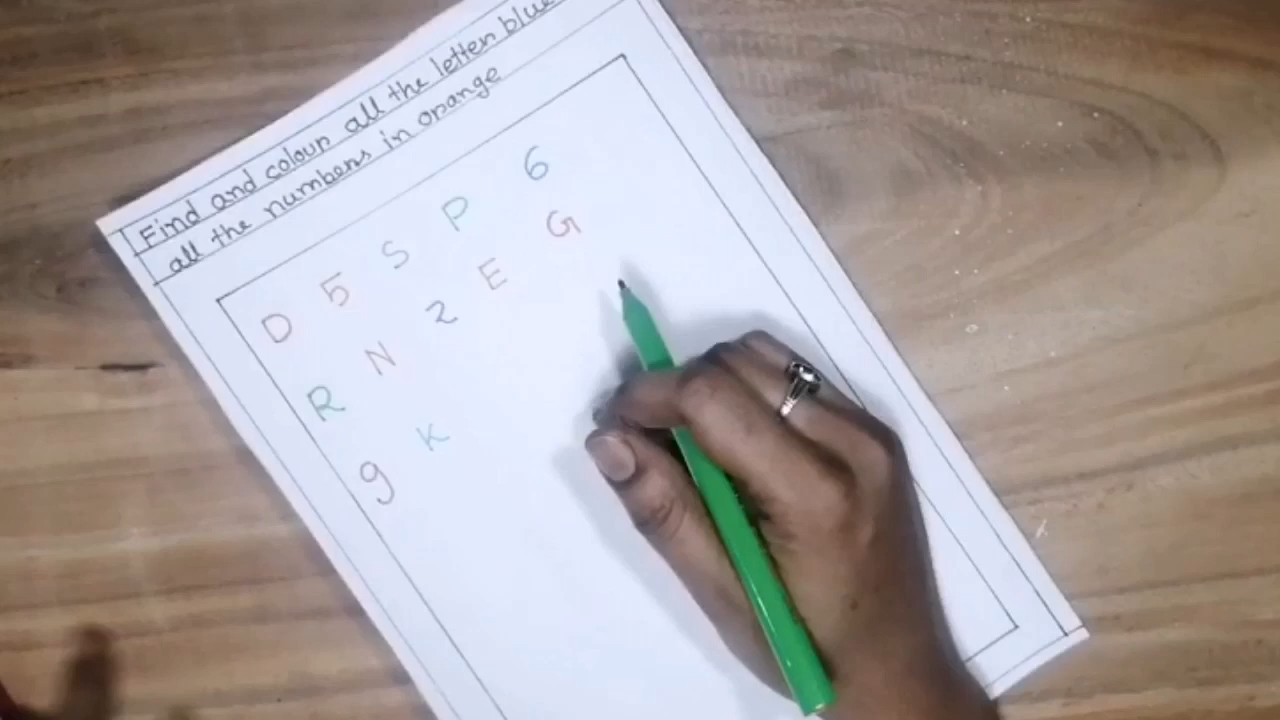 Find and colour all the letter blue
all the numbers in orange
D 5 S P 6
R N 2 E G
9 K